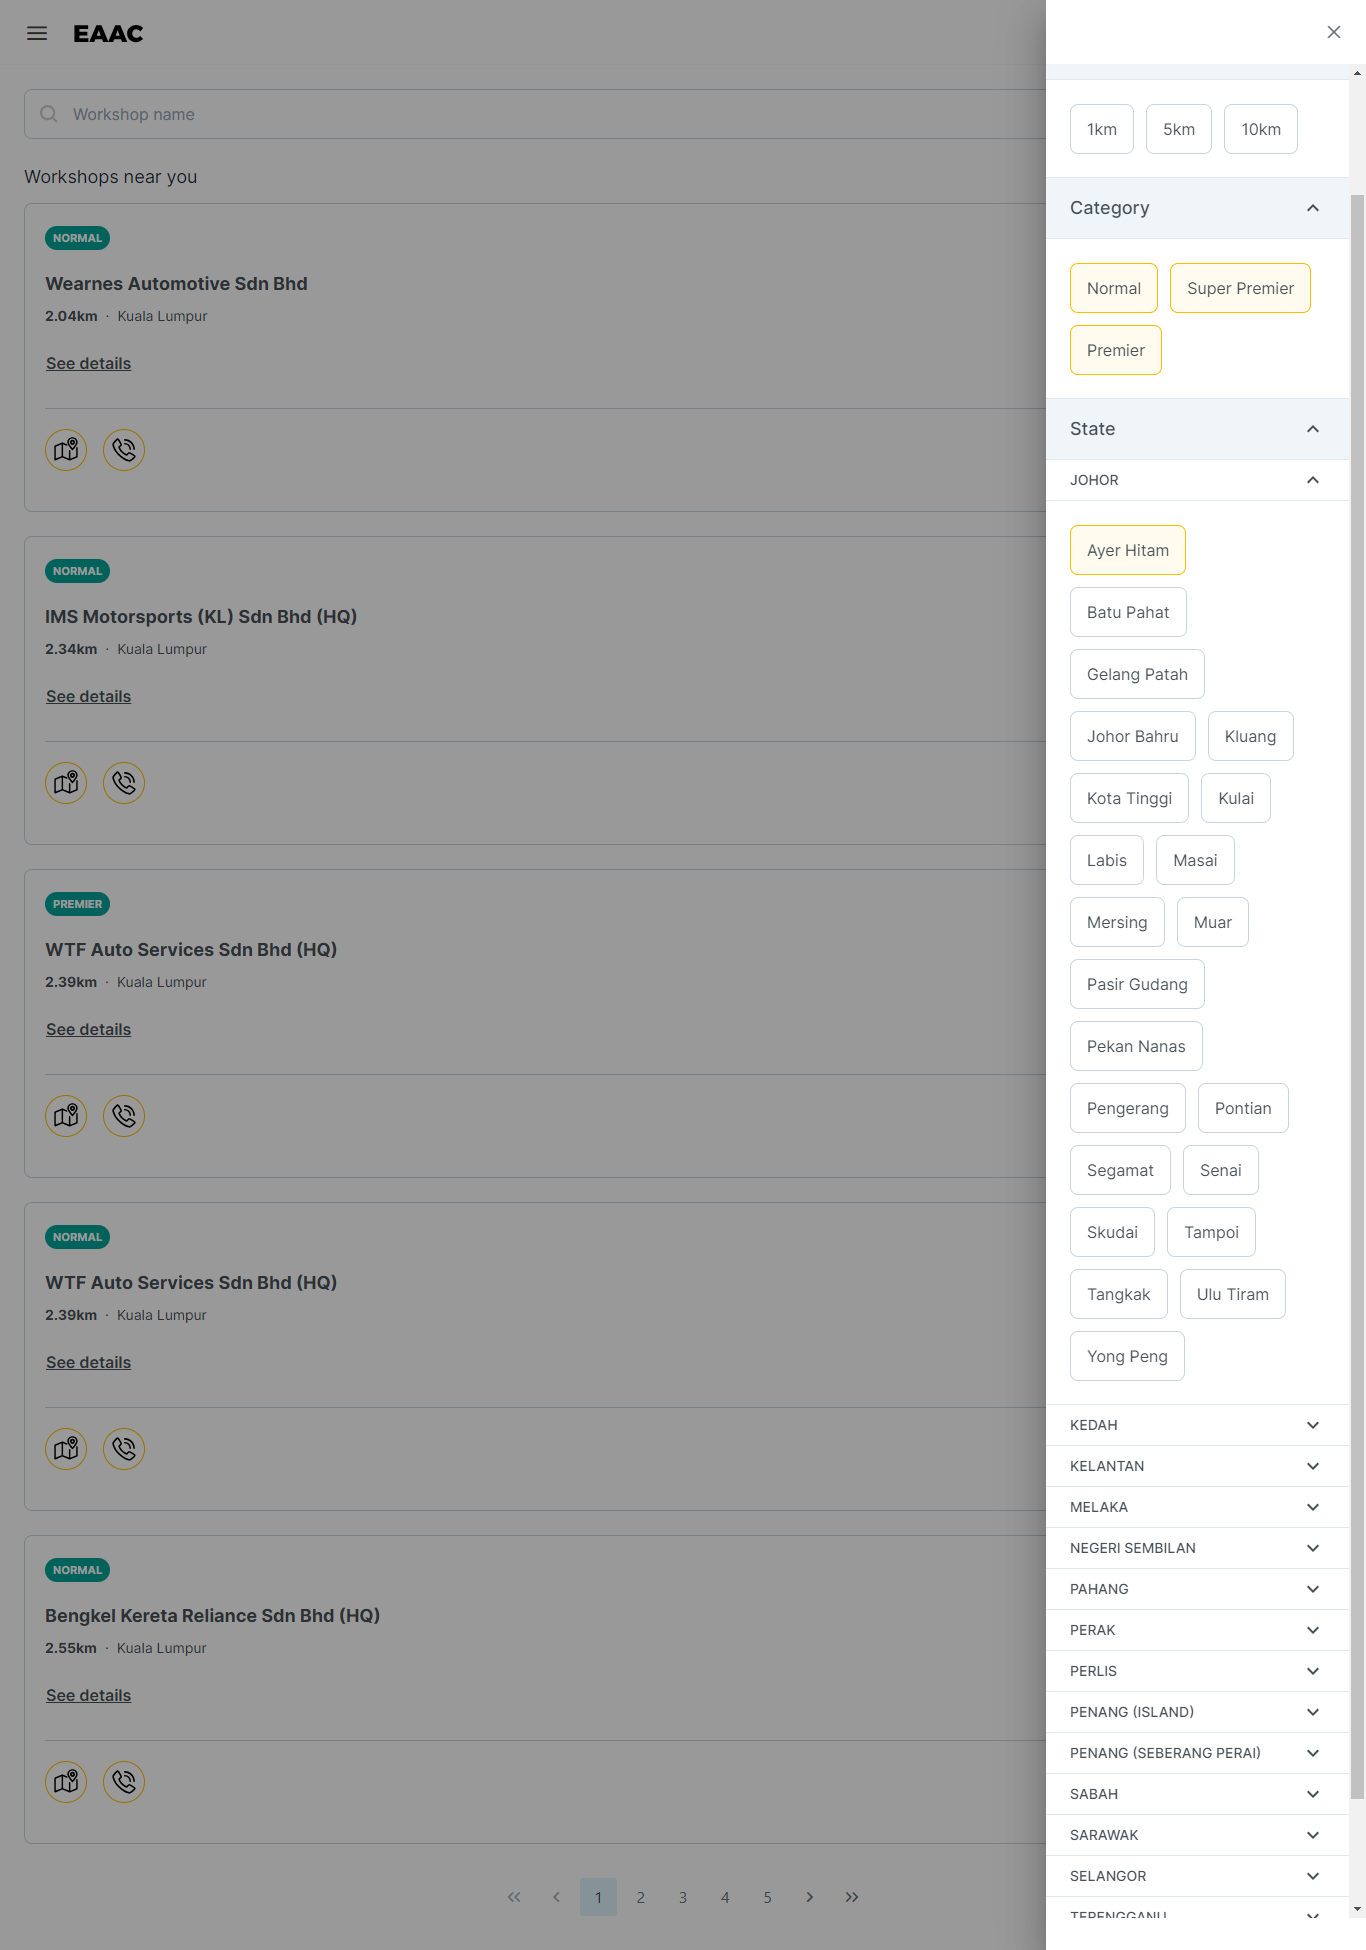 EAAC
Workshop name
Workshops near you
NORMAL
Wearnes Automotive Sdn Bhd
2.04km · Kuala Lumpur
See details
NORMAL
IMS Motorsports (KL) Sdn Bhd (HQ)
2.34km · Kuala Lumpur
See details
PREMIER
WTF Auto Services Sdn Bhd (HQ)
2.39km · Kuala Lumpur
See details
NORMAL
WTF Auto Services Sdn Bhd (HQ)
2.39km · Kuala Lumpur
See details
NORMAL
Bengkel Kereta Reliance Sdn Bhd (HQ)
2.55km · Kuala Lumpur
See details
1 2 3 4 5
1km 5km 10km
Category
Normal Super Premier
Premier
State
JOHOR
Ayer Hitam
Batu Pahat
Gelang Patah
Johor Bahru Kluang
Kota Tinggi Kulai
Labis Masai
Mersing Muar
Pasir Gudang
Pekan Nanas
Pengerang Pontian
Segamat Senai
Skudai Tampoi
Tangkak Ulu Tiram
Yong Peng
KEDAH
KELANTAN
MELAKA
NEGERI SEMBILAN
PAHANG
PERAK
PERLIS
PENANG (ISLAND)
PENANG (SEBERANG PERAI)
SABAH
SARAWAK
SELANGOR
TERENGGANU